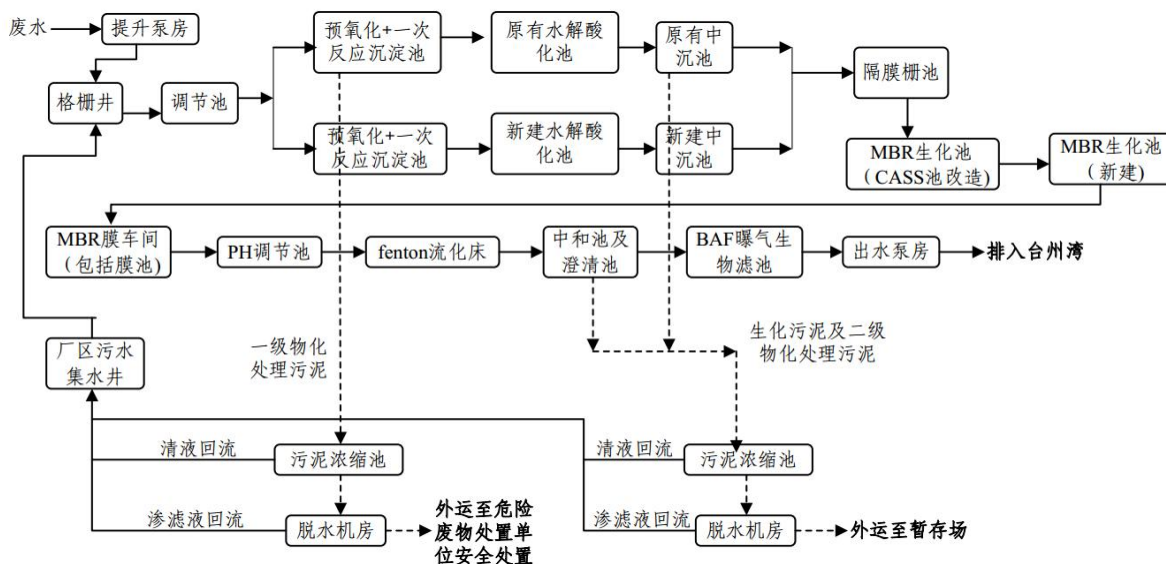 废水
提升泵房
格栅井
调节池
预氧化+一次
反应沉淀池
原有水解酸
化池
原有中
沉池
隔膜栅池
预氧化+一次
反应沉淀池
新建水解酸
化池
新建中
沉池
MBR生化池
（CASS池改造)
MBR生化池
（新建）
MBR膜车间
（包括膜池）
PH调节池
fenton流化床
中和池及
澄清池
BAF曝气生
物滤池
出水泵房
排入台州湾
厂区污水
集水井
一级物化
处理污泥
生化污泥及二级
物化处理污泥
清液回流
污泥浓缩池
清液回流
污泥浓缩池
渗滤液回流
脱水机房
外运至危险
废物处置单
位安全处置
渗滤液回流
脱水机房
外运至暂存场